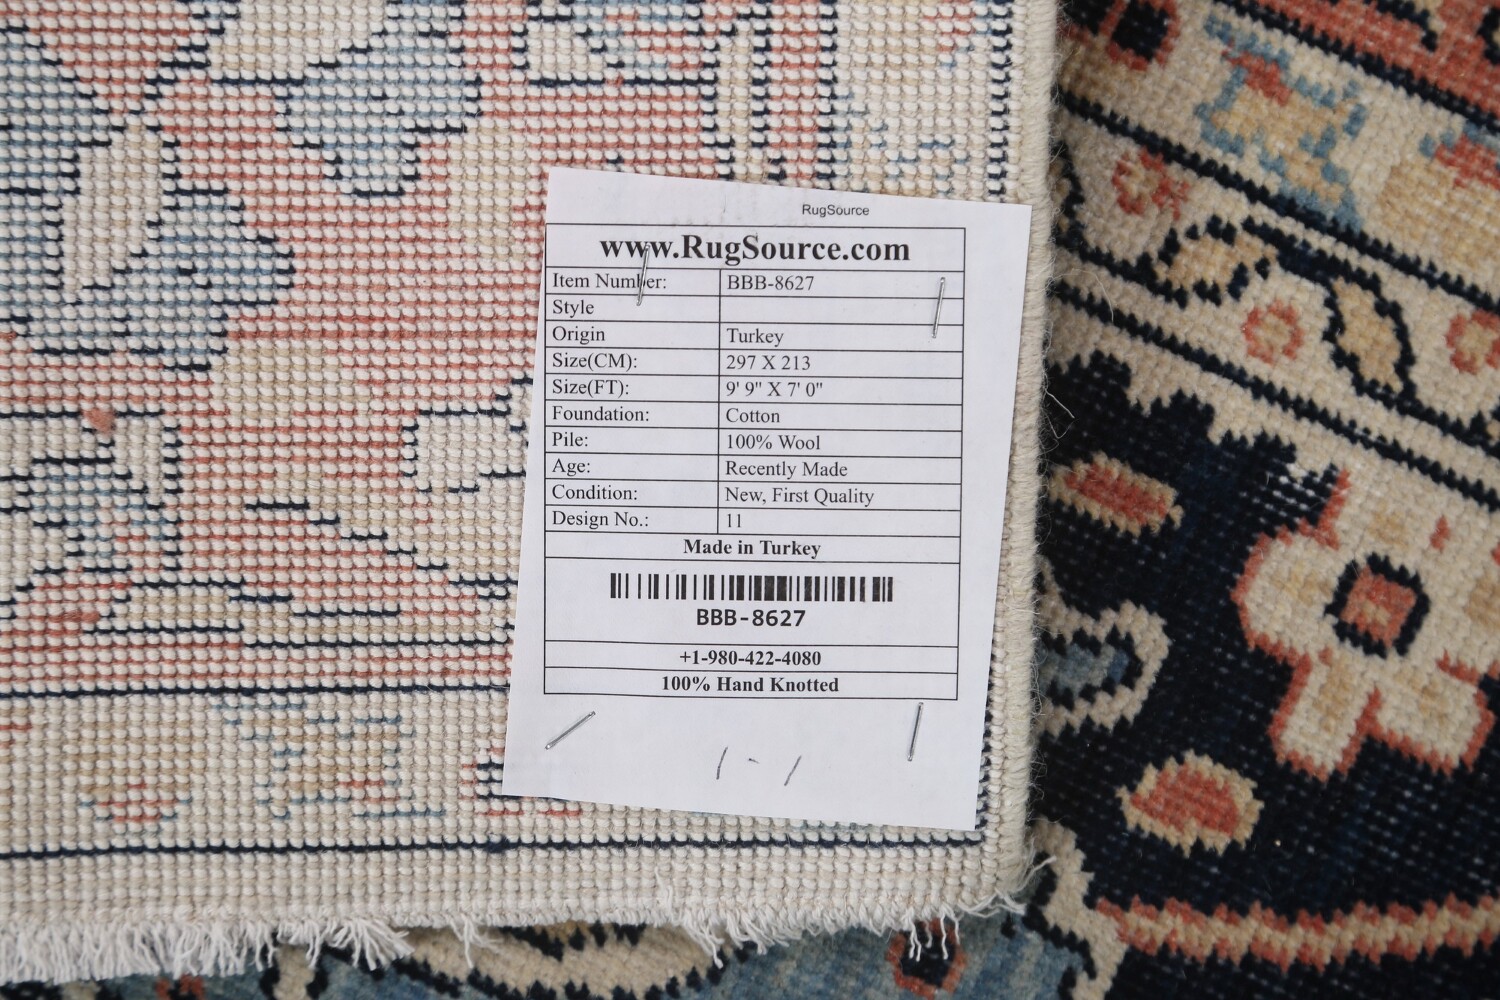 RugSource
www.RugSource.com
Item Number: BBB-8627
Style
Origin Turkey
Size(CM): 297 X 213
Size(FT): 9' 9" X 7' 0"
Foundation: Cotton
Pile: 100% Wool
Age: Recently Made
Condition: New, First Quality
Design No.: 11
Made in Turkey
BBB-8627
+1-980-422-4080
100% Hand Knotted
/ - /